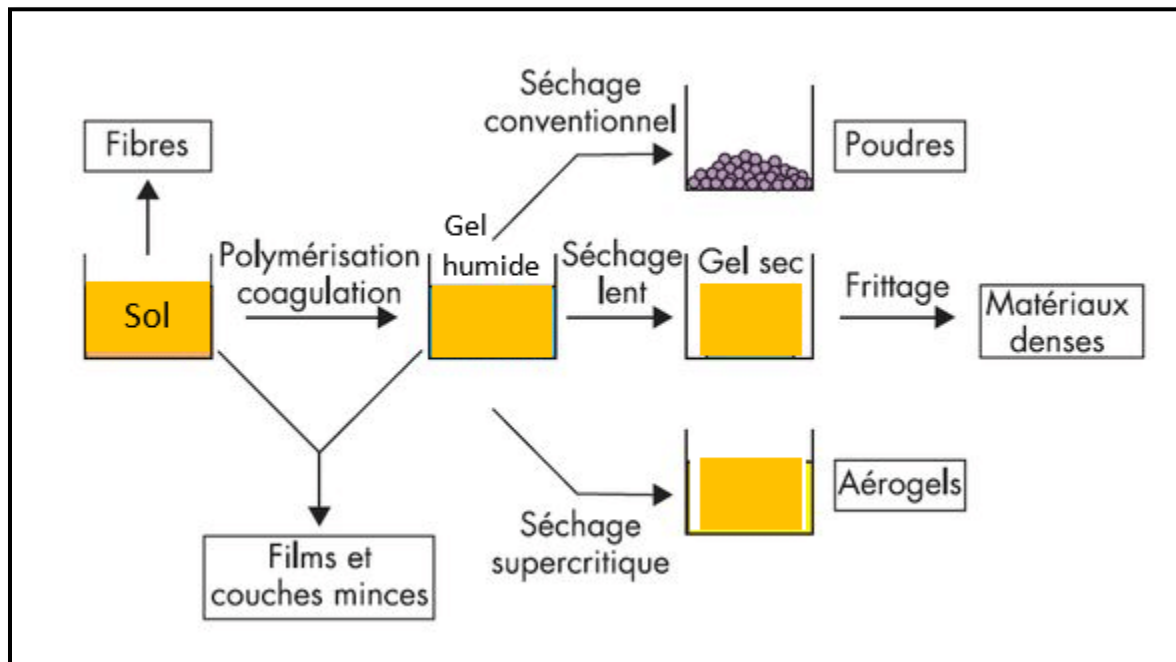 Séchage
conventionnel
Fibres
Poudres
Gel
humide
Polymérisation
coagulation
Séchage
lent
Gel sec
Frittage
Sol
Matériaux
denses
Aérogels
Séchage
supercritique
Films et
couches minces